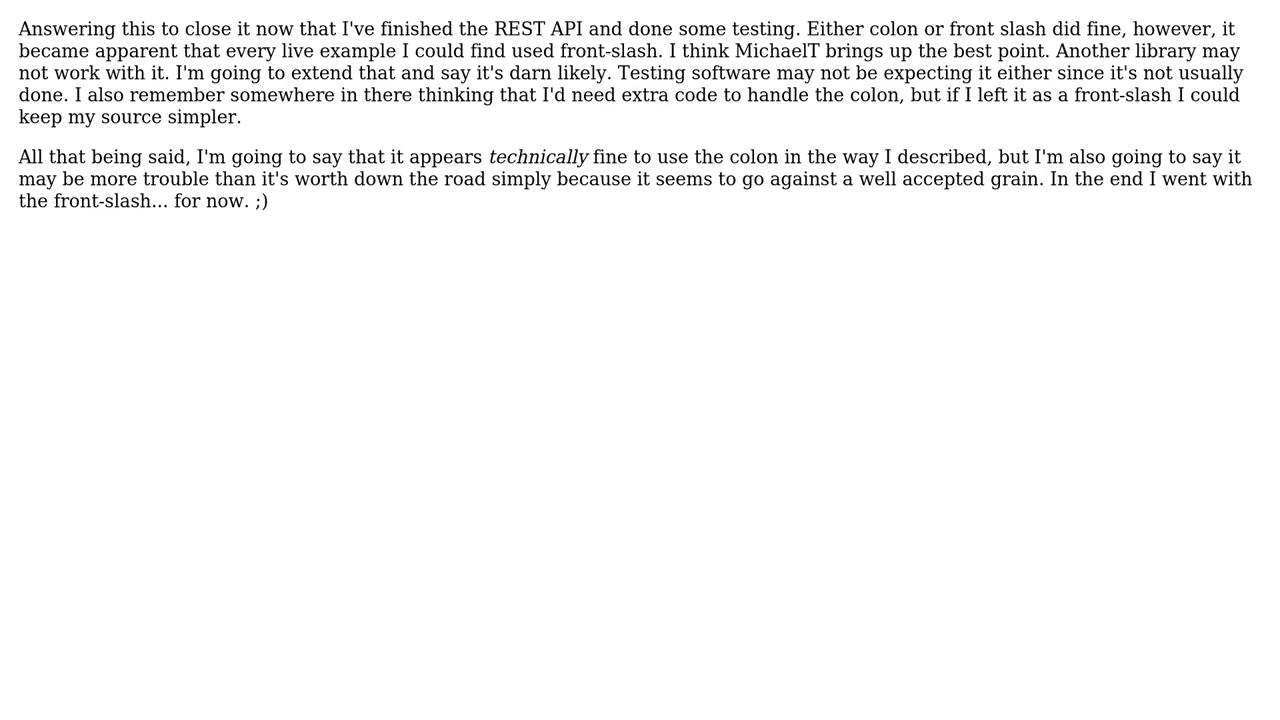 Answering this to close it now that I've finished the REST API and done some testing. Either colon or front slash did fine, however, it
became apparent that every live example I could find used front-slash. I think MichaelT brings up the best point. Another library may
not work with it. I'm going to extend that and say it's darn likely. Testing software may not be expecting it either since it's not usually
done. I also remember somewhere in there thinking that I'd need extra code to handle the colon, but if I left it as a front-slash I could
keep my source simpler.
All that being said, I'm going to say that it appears technically fine to use the colon in the way I described, but I'm also going to say it
may be more trouble than it's worth down the road simply because it seems to go against a well accepted grain. In the end I went with
the front-slash... for now. ;)